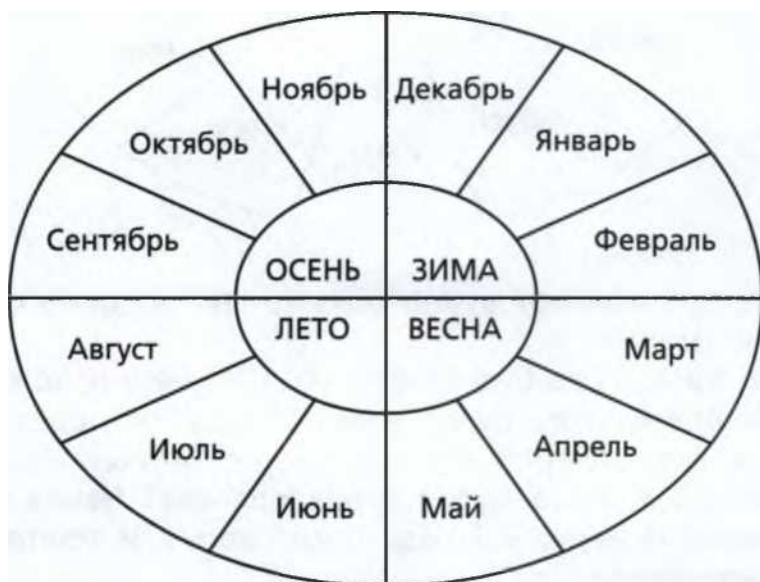 Ноябрь Декабрь
Октябрь Январь
Сентябрь Февраль
ОСЕНЬ ЗИМА
ЛЕТО ВЕСНА
Август Март
Июль Апрель
Июнь Май